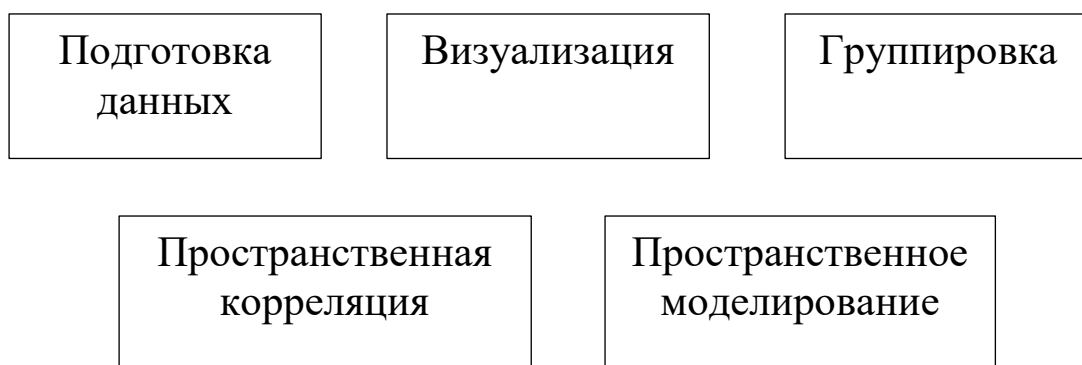 Подготовка
данных
Визуализация
Группировка
Пространственная
корреляция
Пространственное
моделирование